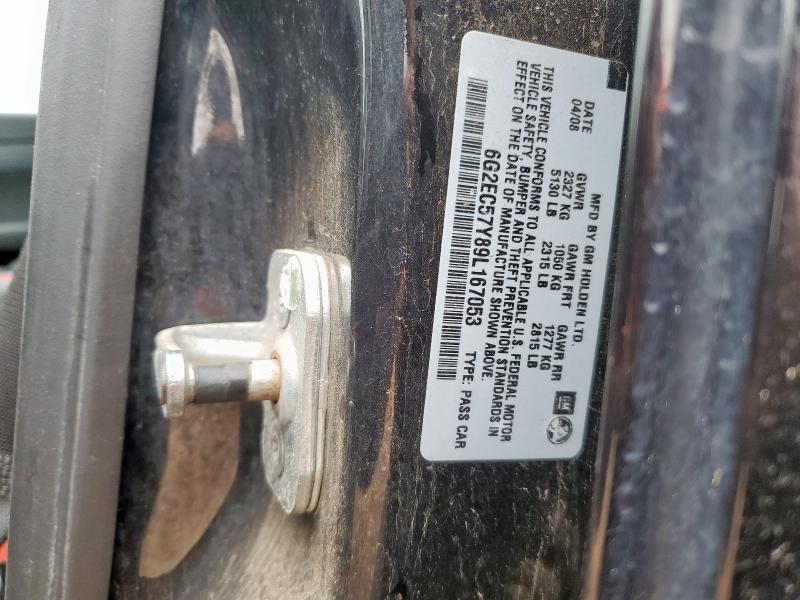 MFD BY GM HOLDEN LTD.
DATE GVWR GAWR FRT GAWR RR
04/08 2327 KG 1050 KG 1277 KG
5130 LB 2315 LB 2815 LB
THIS VEHICLE CONFORMS TO ALL APPLICABLE U.S. FEDERAL MOTOR
VEHICLE SAFETY, BUMPER AND THEFT PREVENTION STANDARDS IN
EFFECT ON THE DATE OF MANUFACTURE SHOWN ABOVE.
6G2EC57Y89L167053 TYPE: PASS CAR
GM